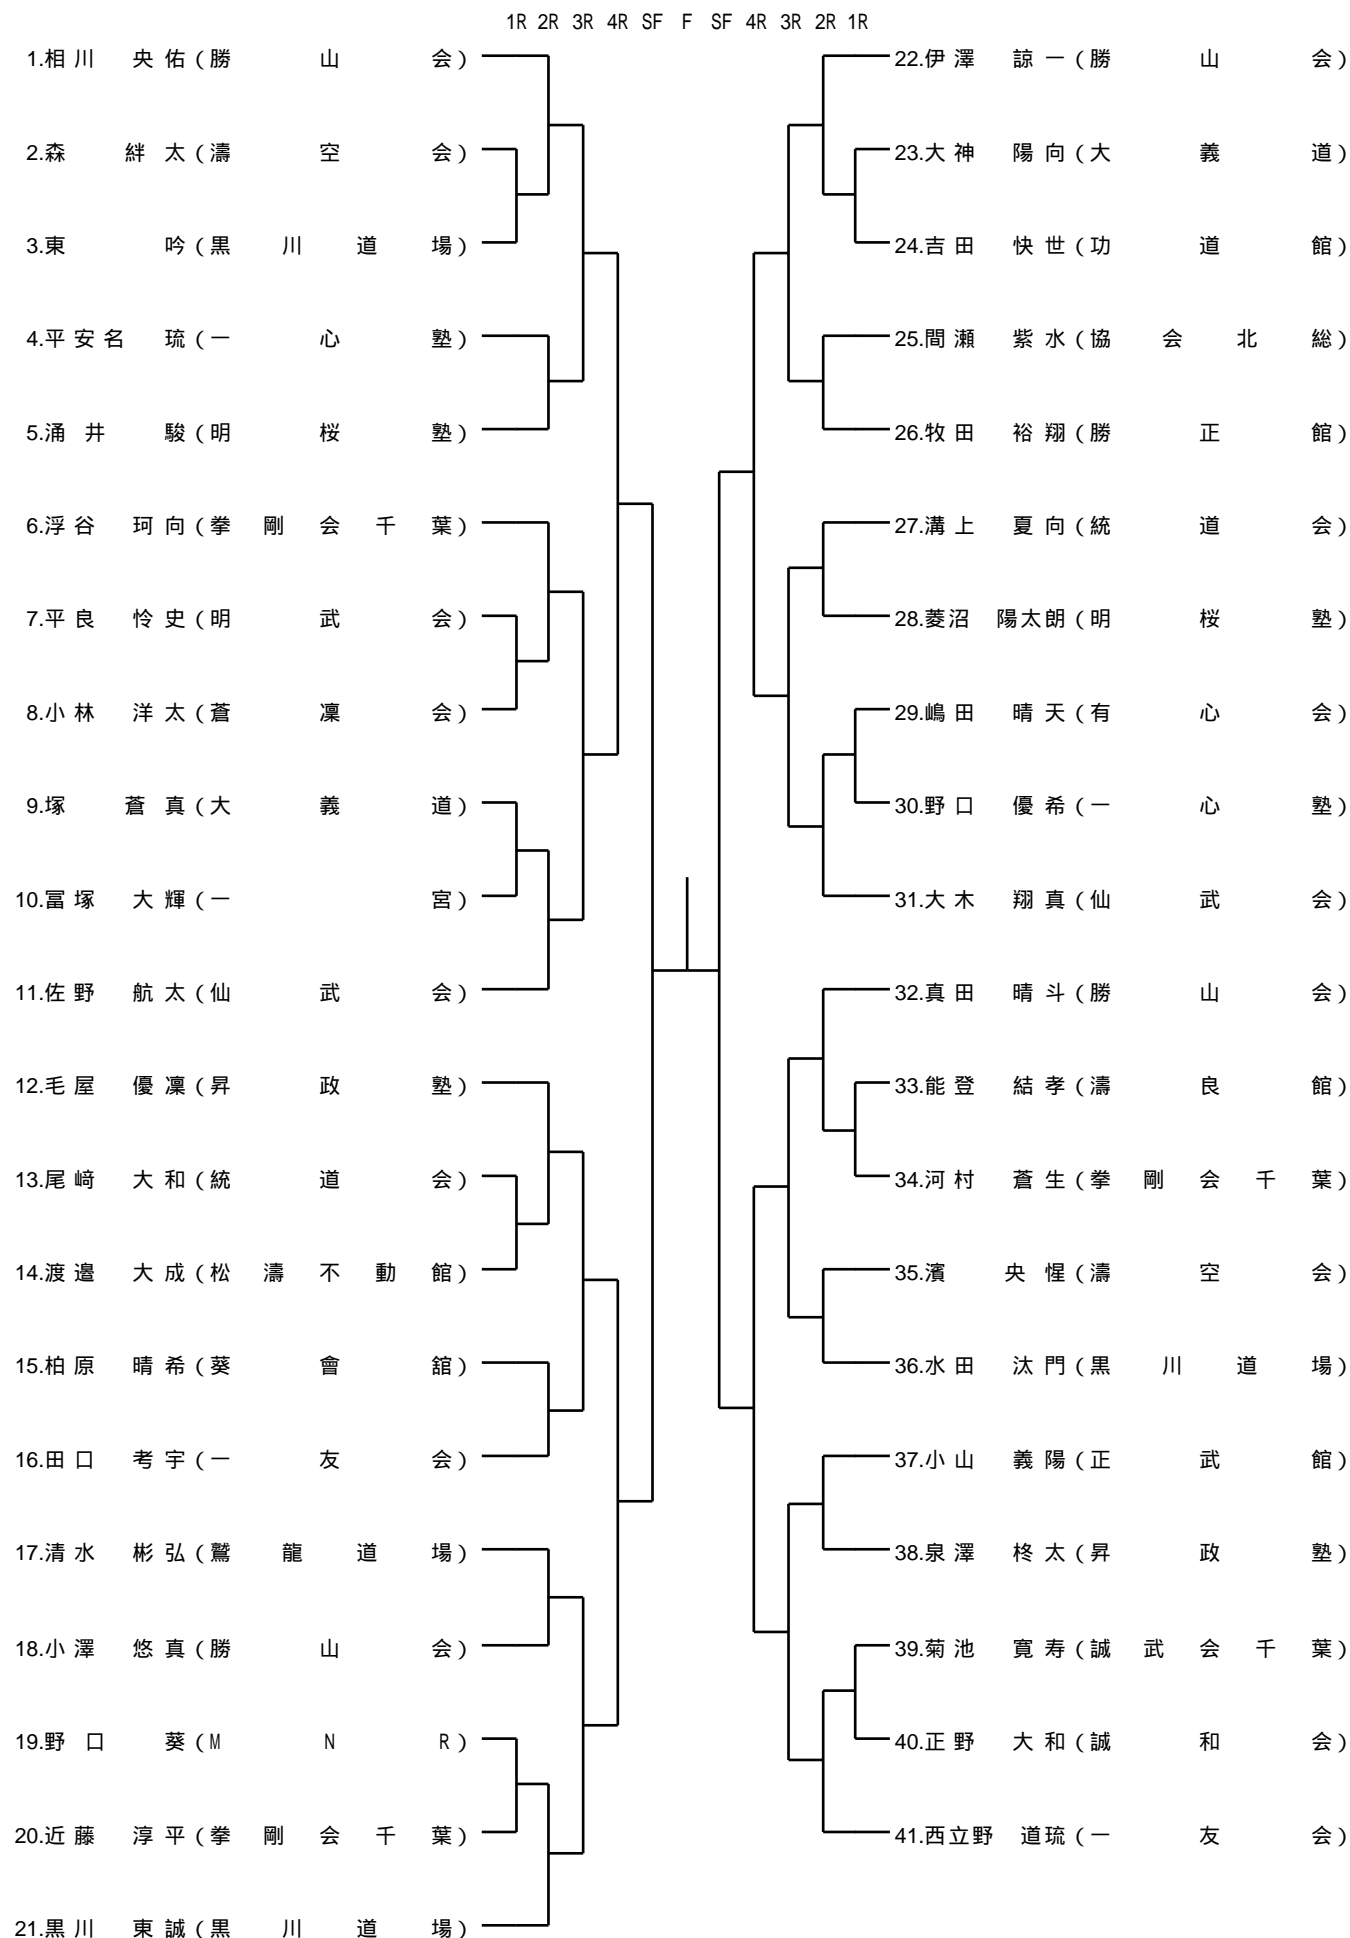 1R 2R 3R 4R SF F SF 4R 3R 2R 1R
1.相川 央佑(勝山会)
2.森 絆太(濤空会)
3.東 吟(黒川道場)
4.平安名 琉(一心塾)
5.涌井 駿(明桜塾)
6.浮谷 珂向(拳剛会千葉)
7.平良 怜史(明武会)
8.小林 洋太(蒼凜会)
9.塚 蒼真(大義道)
10.冨塚 大輝(一宮)
11.佐野 航太(仙武会)
12.毛屋 優凜(昇政塾)
13.尾﨑 大和(統道会)
14.渡邉 大成(松濤不動館)
15.柏原 晴希(葵會舘)
16.田口 考宇(一友会)
17.清水 彬弘(鷲龍道場)
18.小澤 悠真(勝山会)
19.野口 葵(MNR)
20.近藤 淳平(拳剛会千葉)
21.黒川 東誠(黒川道場)
22.伊澤 諒一(勝山会)
23.大神 陽向(大義道)
24.吉田 快世(功道館)
25.間瀬 紫水(協会北総)
26.牧田 裕翔(勝正館)
27.溝上 夏向(統道会)
28.菱沼 陽太朗(明桜塾)
29.嶋田 晴天(有心会)
30.野口 優希(一心塾)
31.大木 翔真(仙武会)
32.真田 晴斗(勝山会)
33.能登 結孝(濤良館)
34.河村 蒼生(拳剛会千葉)
35.濱 央惺(濤空会)
36.水田 汰門(黒川道場)
37.小山 義陽(正武館)
38.泉澤 柊太(昇政塾)
39.菊池 寛寿(誠武会千葉)
40.正野 大和(誠和会)
41.西立野 道琉(一友会)